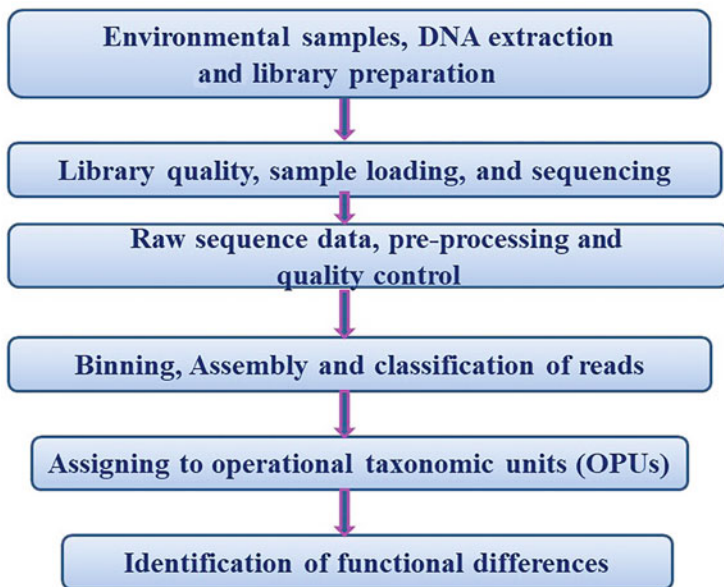 Environmental samples, DNA extraction
and library preparation
Library quality, sample loading, and sequencing
Raw sequence data, pre-processing and
quality control
Binning, Assembly and classification of reads
Assigning to operational taxonomic units (OPUs)
Identification of functional differences